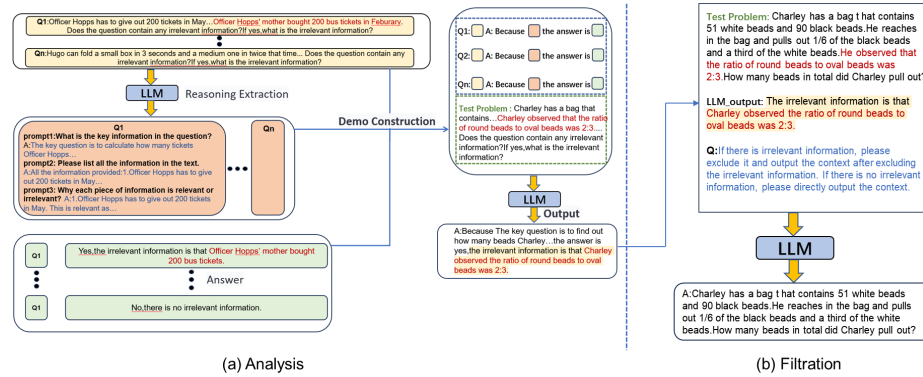 Q1:Officer Hopps has to give out 200 tickets in May…Officer Hopps' mother bought 200 bus tickets in Feburary.
Does the question contain any irrelevant information?If yes,what is the irrelevant information?
Qn:Hugo can fold a small box in 3 seconds and a medium one in twice that time... Does the question contain any
irrelevant information?If yes,what is the irrelevant information?
LLM
Reasoning Extraction
Q1
prompt1:What is the key information in the question?
A:The key question is to calculate how many tickets
Officer Hopps…
prompt2: Please list all the information in the text.
A:All the information provided:1.Officer Hopps has to
give out 200 tickets in May…
prompt3: Why each piece of information is relevant or
irrelevant? A:1.Officer Hopps has to give out 200 tickets
in May. This is relevant as…
Qn
Demo Construction
Q1
Yes,the irrelevant information is that Officer Hopps' mother bought
200 bus tickets.
Answer
Q1
No,there is no irrelevant information.
Q1: A: Because the answer is
Q2: A: Because the answer is
Qn: A: Because the answer is
Test Problem : Charley has a bag that
contains…Charley observed that the ratio
of round beads to oval beads was 2:3.…
Does the question contain any irrelevant
information?If yes,what is the irrelevant
information?
LLM
Output
A:Because The key question is to find out
how many beads Charley…the answer is
yes,the irrelevant information is that Charley
observed the ratio of round beads to oval
beads was 2:3.
(a) Analysis
Test Problem: Charley has a bag t hat contains
51 white beads and 90 black beads.He reaches
in the bag and pulls out 1/6 of the black beads
and a third of the white beads.He observed that
the ratio of round beads to oval beads was
2:3.How many beads in total did Charley pull out?
LLM_output: The irrelevant information is that
Charley observed the ratio of round beads to
oval beads was 2:3.
Q:If there is irrelevant information, please
exclude it and output the context after excluding
the irrelevant information. If there is no irrelevant
information, please directly output the context.
LLM
A:Charley has a bag t hat contains 51 white beads
and 90 black beads.He reaches in the bag and pulls
out 1/6 of the black beads and a third of the white
beads.How many beads in total did Charley pull out?
(b) Filtration